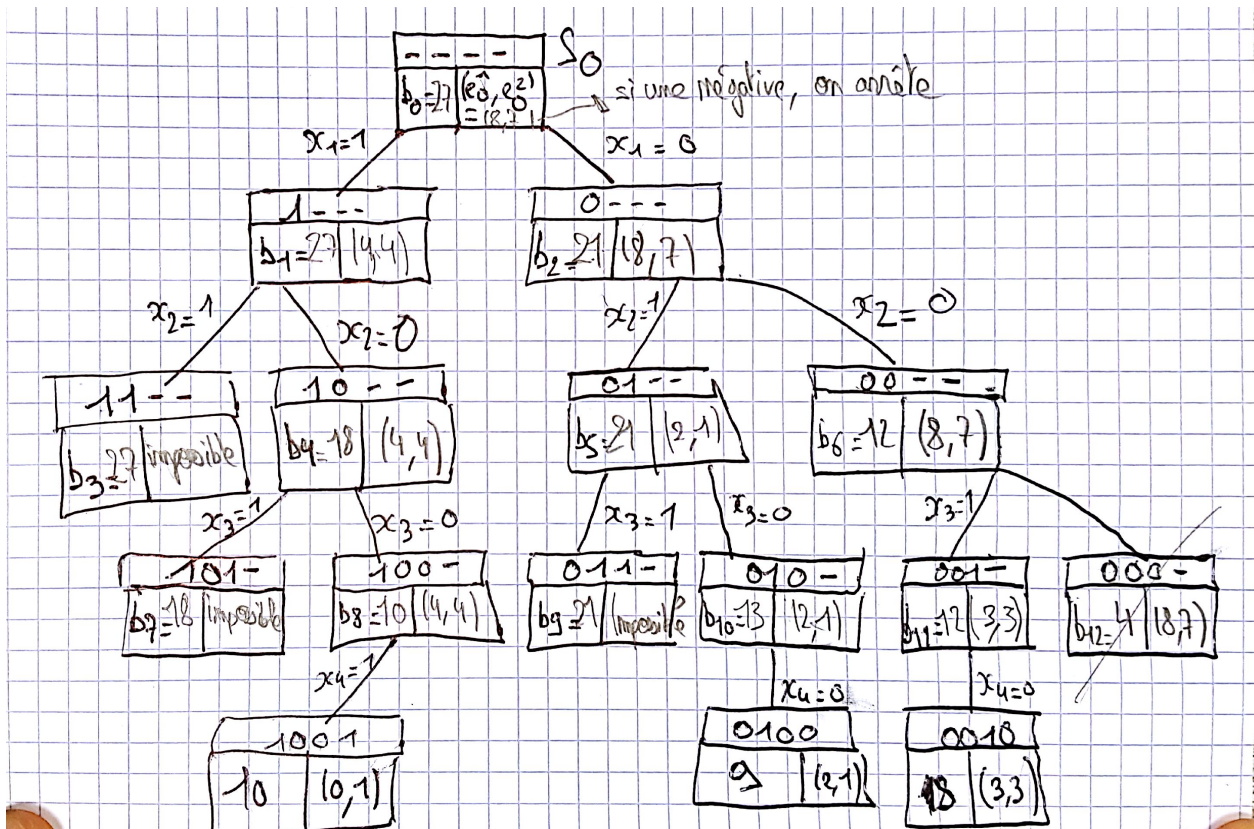 ---- S0
b0=27 (e0^1, e0^2)
= (8,7) si une négative, on arrête
x1=1 x1=0
1--- 0---
b1=27 (4,4) b2=21 (8,7)
x2=1 x2=0 x2=1 x2=0
11-- 10-- 01-- 00--
b3=27 impossible b4=18 (4,4) b5=21 (2,1) b6=12 (8,7)
x3=1 x3=0 x3=1 x3=0 x3=1
101- 100- 011- 010- 001- 000-
b7=18 impossible b8=10 (4,4) b9=21 impossible b10=13 (2,1) b11=12 (3,3) b12=4 (8,7)
x4=1 x4=0 x4=0
1001 0100 0010
10 (0,1) 9 (2,1) (3,3)